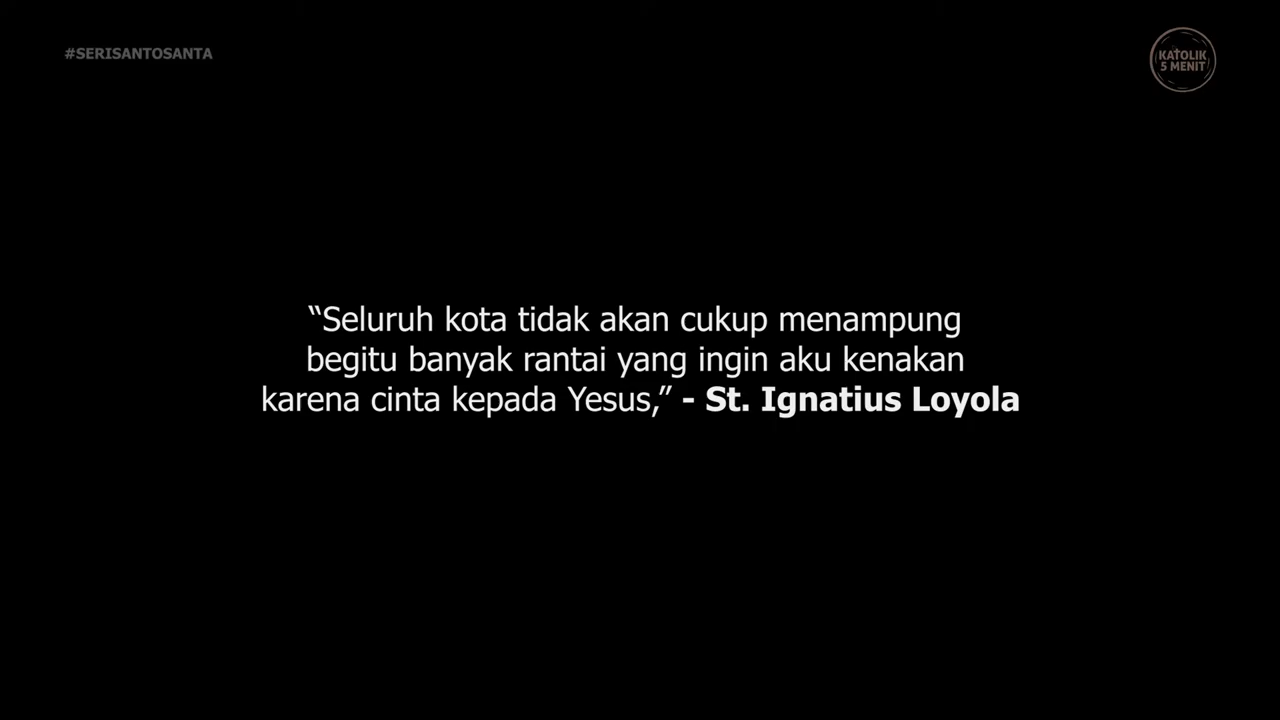 #SERISANTOSANTA
KATOLIK
5 MENIT
“Seluruh kota tidak akan cukup menampung
begitu banyak rantai yang ingin aku kenakan
karena cinta kepada Yesus,” - St. Ignatius Loyola